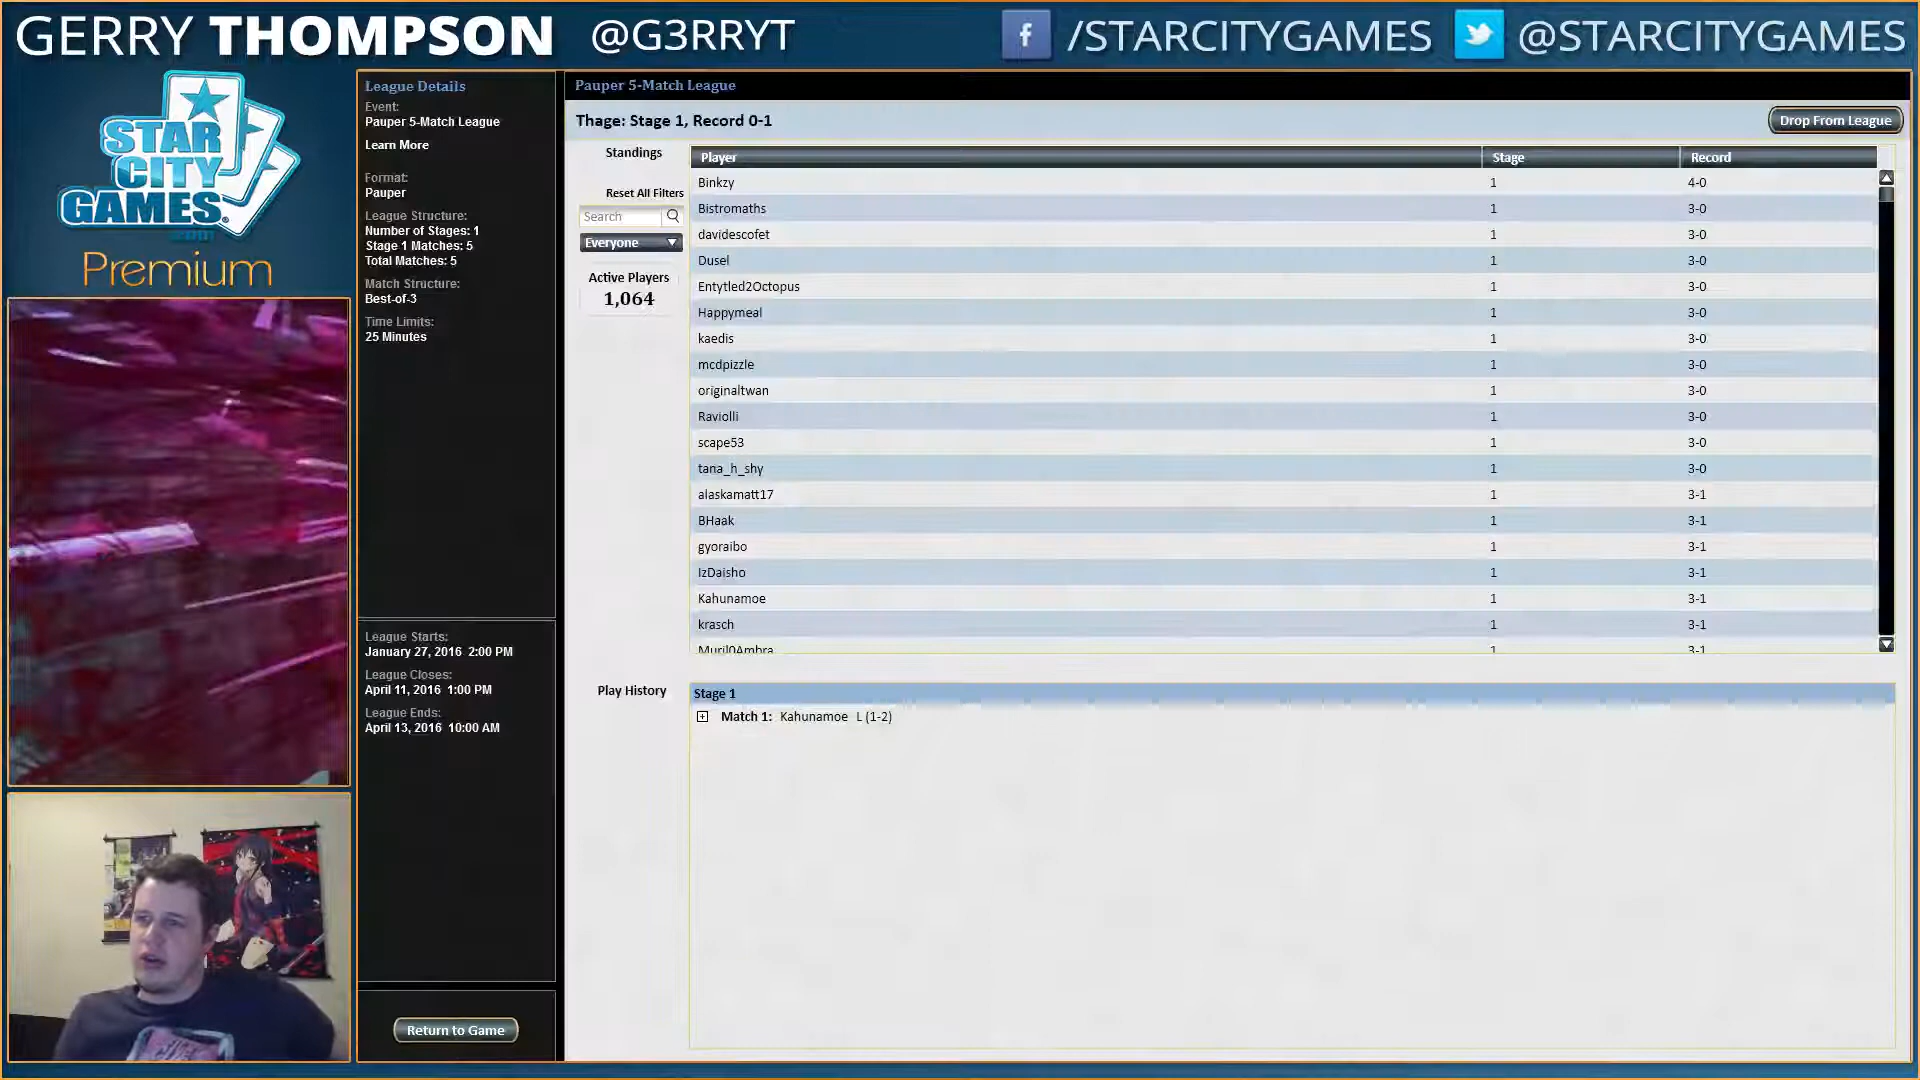 GERRY THOMPSON @G3RRYT
/STARCITYGAMES @STARCITYGAMES
STAR
CITY
GAMES
Premium
League Details
Event:
Pauper 5-Match League
Learn More
Format:
Pauper
League Structure:
Number of Stages: 1
Stage 1 Matches: 5
Total Matches: 5
Match Structure:
Best-of-3
Time Limits:
25 Minutes
League Starts:
January 27, 2016 2:00 PM
League Closes:
April 11, 2016 1:00 PM
League Ends:
April 13, 2016 10:00 AM
Return to Game
Pauper 5-Match League
Thage: Stage 1, Record 0-1
Drop From League
Standings
Reset All Filters
Search
Everyone
Active Players
1,064
Player Stage Record
Binkzy 1 4-0
Bistromaths 1 3-0
davidescofet 1 3-0
Dusel 1 3-0
Entytled2Octopus 1 3-0
Happymeal 1 3-0
kaedis 1 3-0
mcdpizzle 1 3-0
originaltwan 1 3-0
Raviolli 1 3-0
scape53 1 3-0
tana_h_shy 1 3-0
alaskamatt17 1 3-1
BHaak 1 3-1
gyoraibo 1 3-1
IzDaisho 1 3-1
Kahunamoe 1 3-1
krasch 1 3-1
Muril0Ambra 1 3-1
Play History
Stage 1
Match 1: Kahunamoe L (1-2)